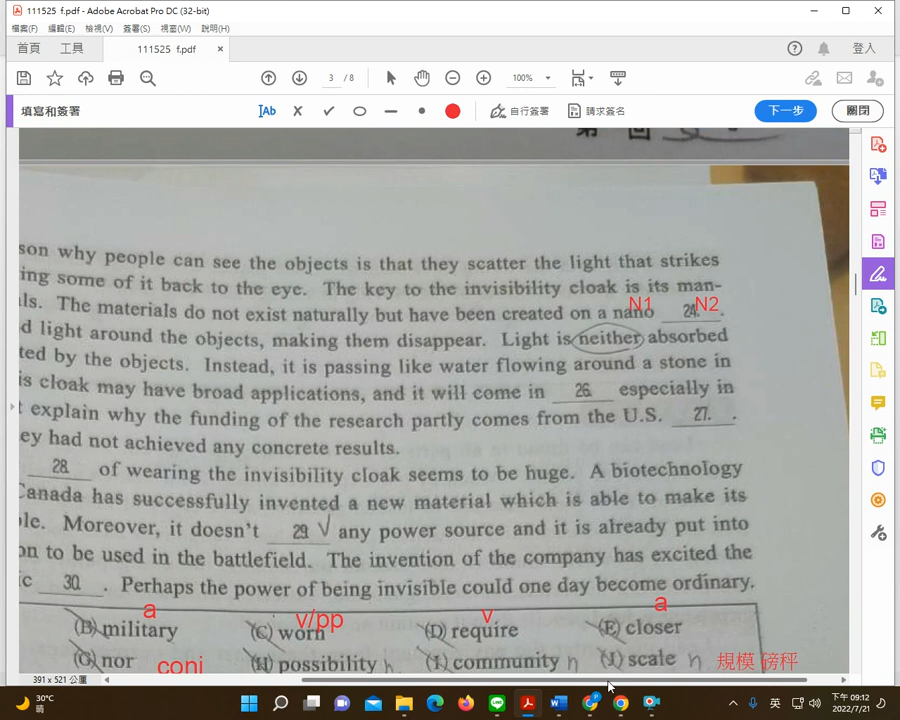 111525 f.pdf - Adobe Acrobat Pro DC (32-bit)
檔案(F) 編輯(E) 檢視(V) 簽署(S) 視窗(W) 說明(H)
首頁 工具 111525 f.pdf × 登入
3 / 8 100%
填寫和簽署 Ab 自行簽署 請求簽名 下一步 關閉
son why people can see the objects is that they scatter the light that strikes
ing some of it back to the eye. The key to the invisibility cloak is its man-
N1 N2
ls. The materials do not exist naturally but have been created on a nano 24. .
d light around the objects, making them disappear. Light is neither absorbed
ted by the objects. Instead, it is passing like water flowing around a stone in
is cloak may have broad applications, and it will come in 26. especially in
t explain why the funding of the research partly comes from the U.S. 27. .
ey had not achieved any concrete results.
28. of wearing the invisibility cloak seems to be huge. A biotechnology
Canada has successfully invented a new material which is able to make its
le. Moreover, it doesn't 29. V any power source and it is already put into
on to be used in the battlefield. The invention of the company has excited the
ic 30. . Perhaps the power of being invisible could one day become ordinary.
a v/pp v a
(B) military (C) worn (D) require (E) closer
(G) nor conj (H) possibility n (I) community n (J) scale n 規模 磅秤
391 x 521 公釐
30°C
晴
英
下午 09:12
2022/7/21